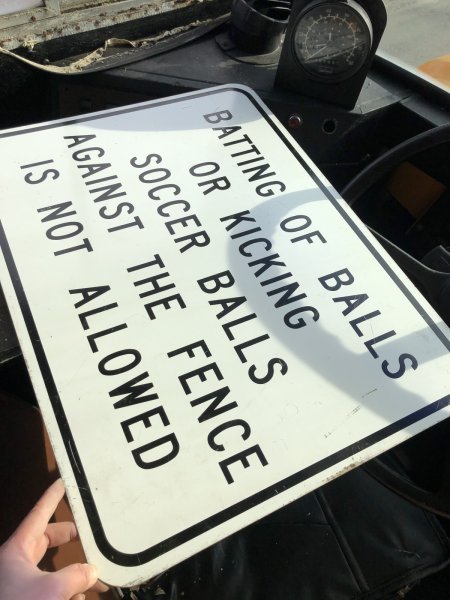 BATTING OF BALLS
OR KICKING
SOCCER BALLS
AGAINST THE FENCE
IS NOT ALLOWED